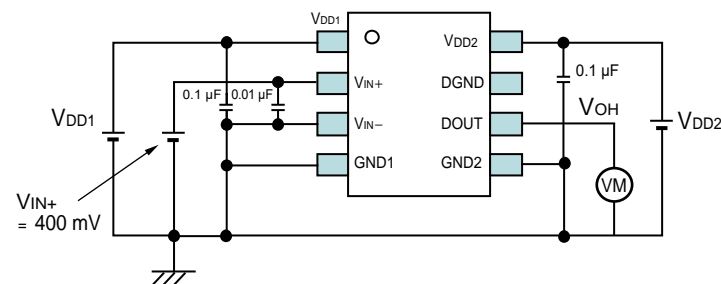 VDD1
VDD2
VIN+
DGND
0.1 µF
0.01 µF
0.1 µF
VDD1
VIN−
DOUT
VOH
VDD2
GND1
GND2
VM
VIN+
= 400 mV